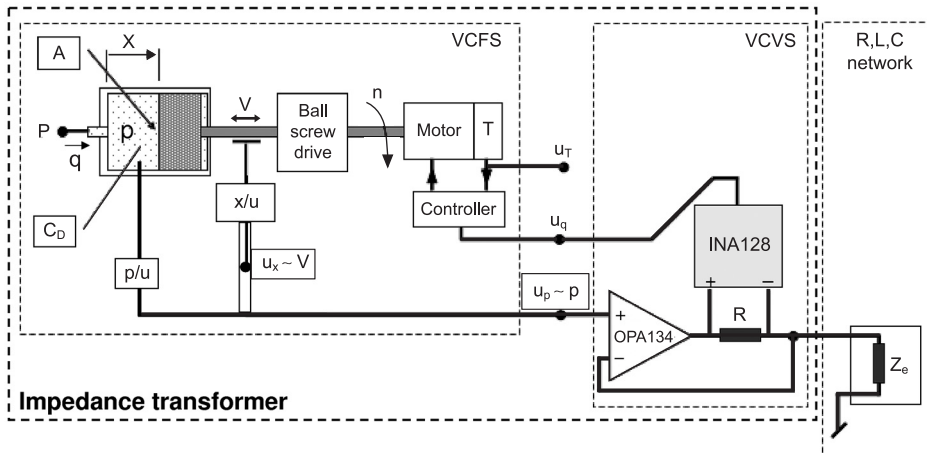 VCFS
VCVS
R,L,C
network
A
X
P
q
p
V
n
Ball
screw
drive
Motor
T
u_T
Controller
x/u
C_D
p/u
u_x ~ V
u_q
u_p ~ p
INA128
+
−
+
−
OPA134
R
Z_e
Impedance transformer